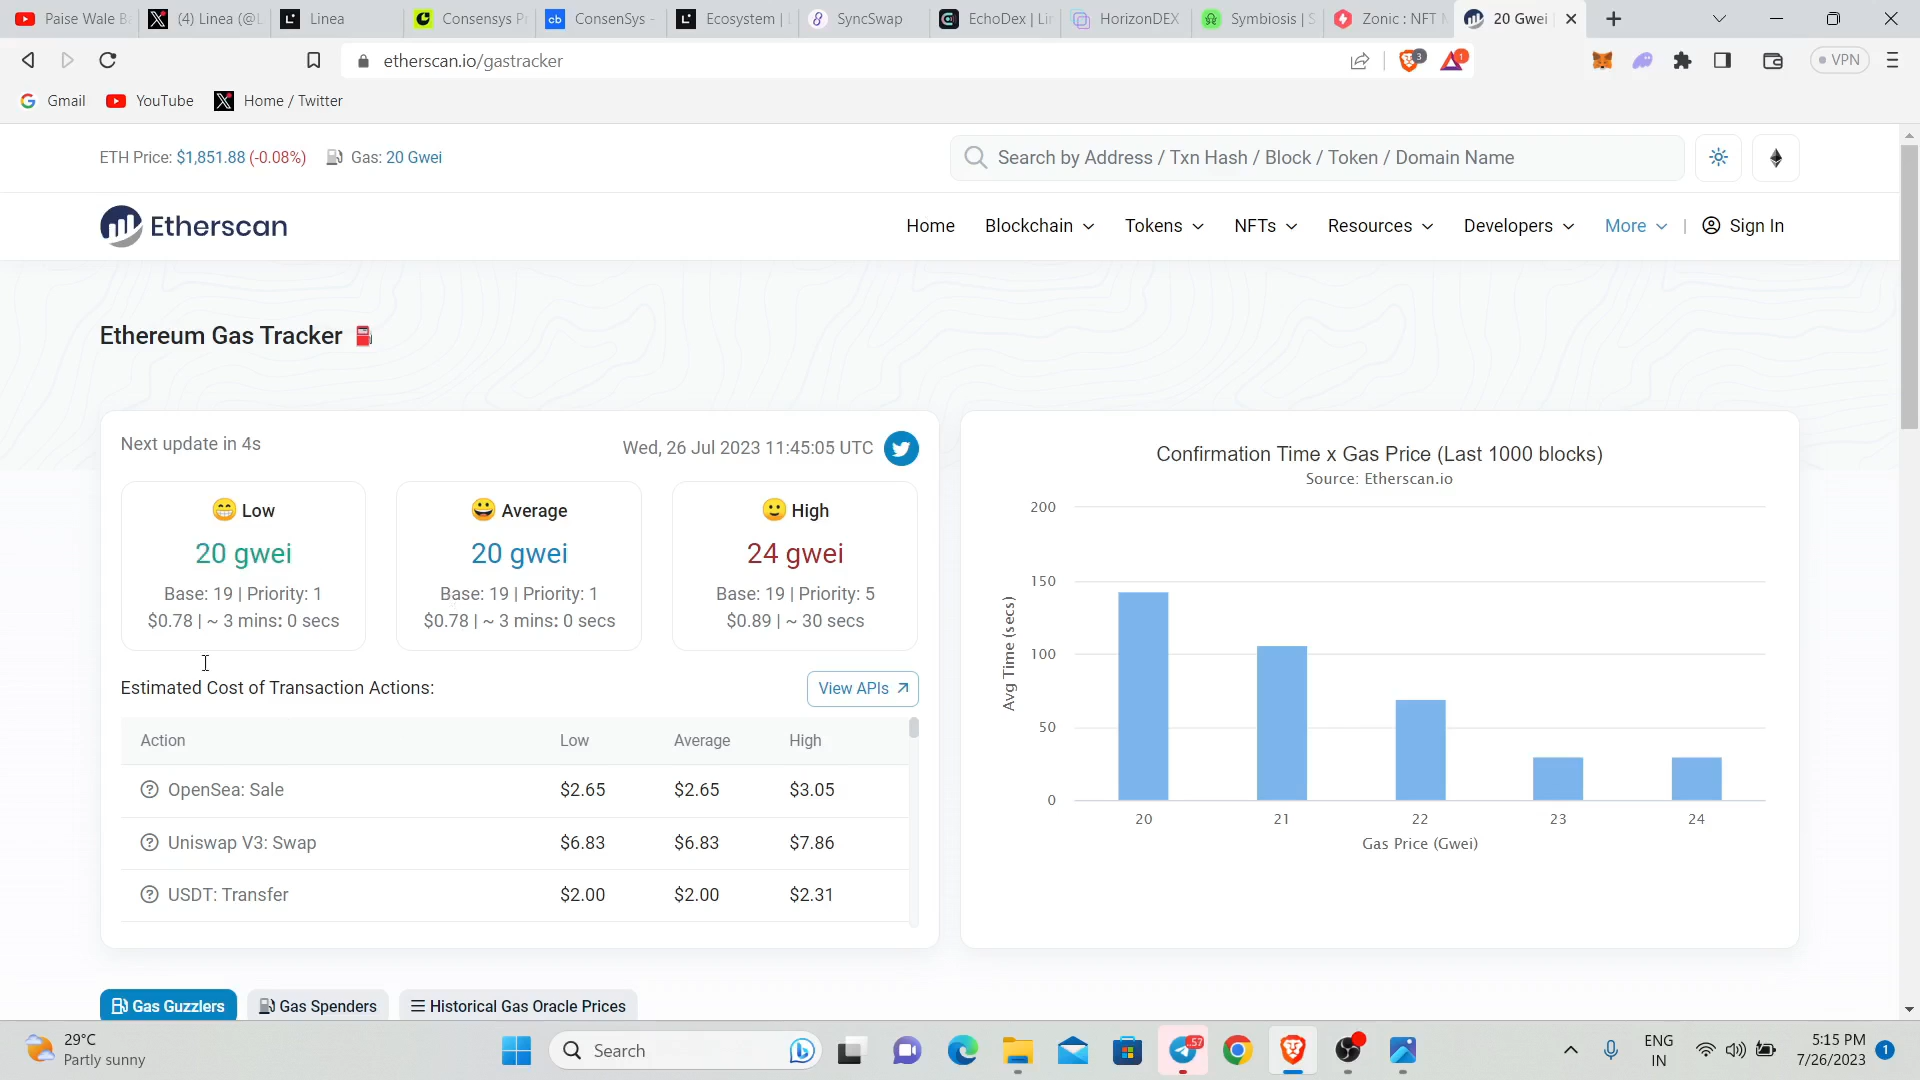 Paise Wale B
(4) Linea (@L
Linea
Consensys P
ConsenSys -
Ecosystem |
SyncSwap
EchoDex | Lin
HorizonDEX
Symbiosis | S
Zonic : NFT M
20 Gwei
etherscan.io/gastracker
3
1
VPN
Gmail
YouTube
Home / Twitter
ETH Price: $1,851.88 (-0.08%)
Gas: 20 Gwei
Search by Address / Txn Hash / Block / Token / Domain Name
Etherscan
Home
Blockchain
Tokens
NFTs
Resources
Developers
More
|
Sign In
Ethereum Gas Tracker
Next update in 4s
Wed, 26 Jul 2023 11:45:05 UTC
Low
20 gwei
Base: 19 | Priority: 1
$0.78 | ~ 3 mins: 0 secs
Average
20 gwei
Base: 19 | Priority: 1
$0.78 | ~ 3 mins: 0 secs
High
24 gwei
Base: 19 | Priority: 5
$0.89 | ~ 30 secs
Estimated Cost of Transaction Actions:
View APIs
Action Low Average High
OpenSea: Sale $2.65 $2.65 $3.05
Uniswap V3: Swap $6.83 $6.83 $7.86
USDT: Transfer $2.00 $2.00 $2.31
Confirmation Time x Gas Price (Last 1000 blocks)
Source: Etherscan.io
Avg Time (secs)
200
150
100
50
0
20 21 22 23 24
Gas Price (Gwei)
Gas Guzzlers
Gas Spenders
Historical Gas Oracle Prices
29°C
Partly sunny
Search
57
ENG
IN
5:15 PM
7/26/2023
1